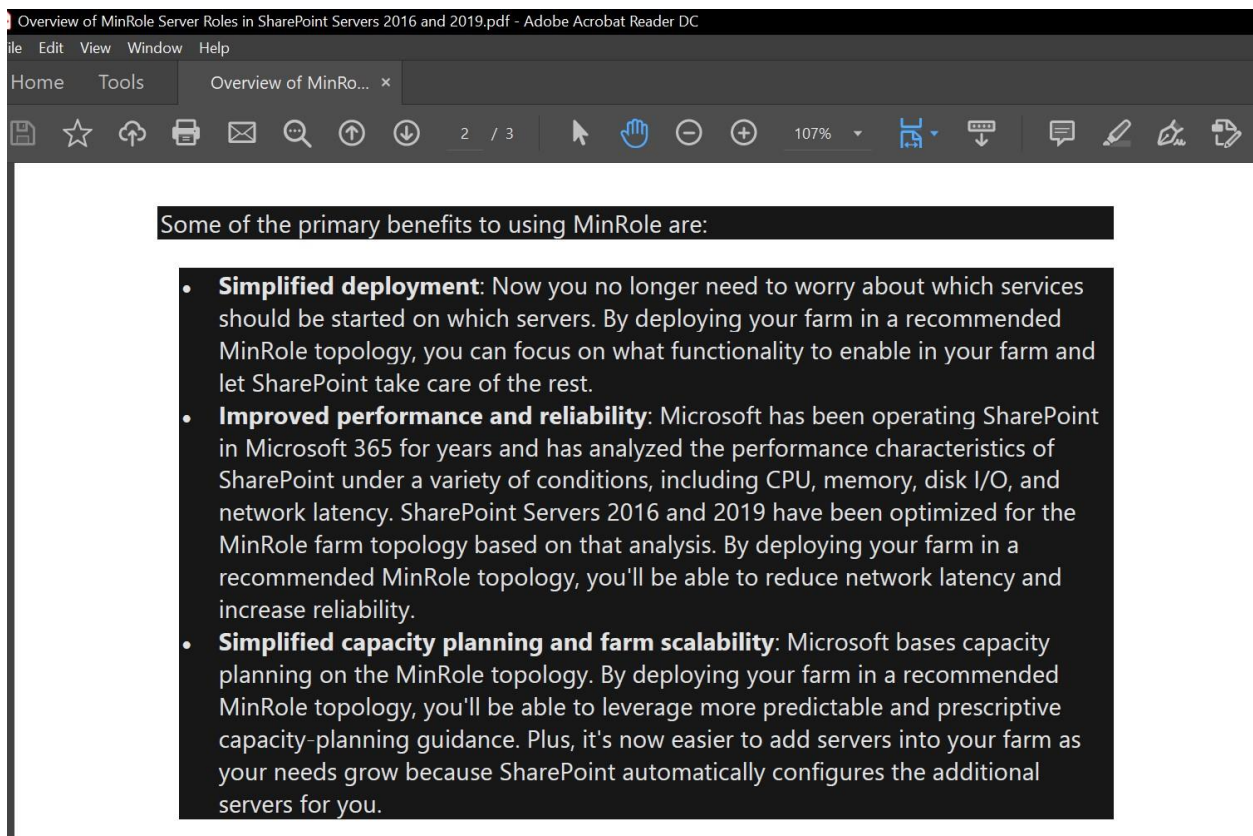 Overview of MinRole Server Roles in SharePoint Servers 2016 and 2019.pdf - Adobe Acrobat Reader DC
ile Edit View Window Help
Home Tools Overview of MinRo... ×
2 / 3 107%
Some of the primary benefits to using MinRole are:
• Simplified deployment: Now you no longer need to worry about which services
should be started on which servers. By deploying your farm in a recommended
MinRole topology, you can focus on what functionality to enable in your farm and
let SharePoint take care of the rest.
• Improved performance and reliability: Microsoft has been operating SharePoint
in Microsoft 365 for years and has analyzed the performance characteristics of
SharePoint under a variety of conditions, including CPU, memory, disk I/O, and
network latency. SharePoint Servers 2016 and 2019 have been optimized for the
MinRole farm topology based on that analysis. By deploying your farm in a
recommended MinRole topology, you'll be able to reduce network latency and
increase reliability.
• Simplified capacity planning and farm scalability: Microsoft bases capacity
planning on the MinRole topology. By deploying your farm in a recommended
MinRole topology, you'll be able to leverage more predictable and prescriptive
capacity-planning guidance. Plus, it's now easier to add servers into your farm as
your needs grow because SharePoint automatically configures the additional
servers for you.